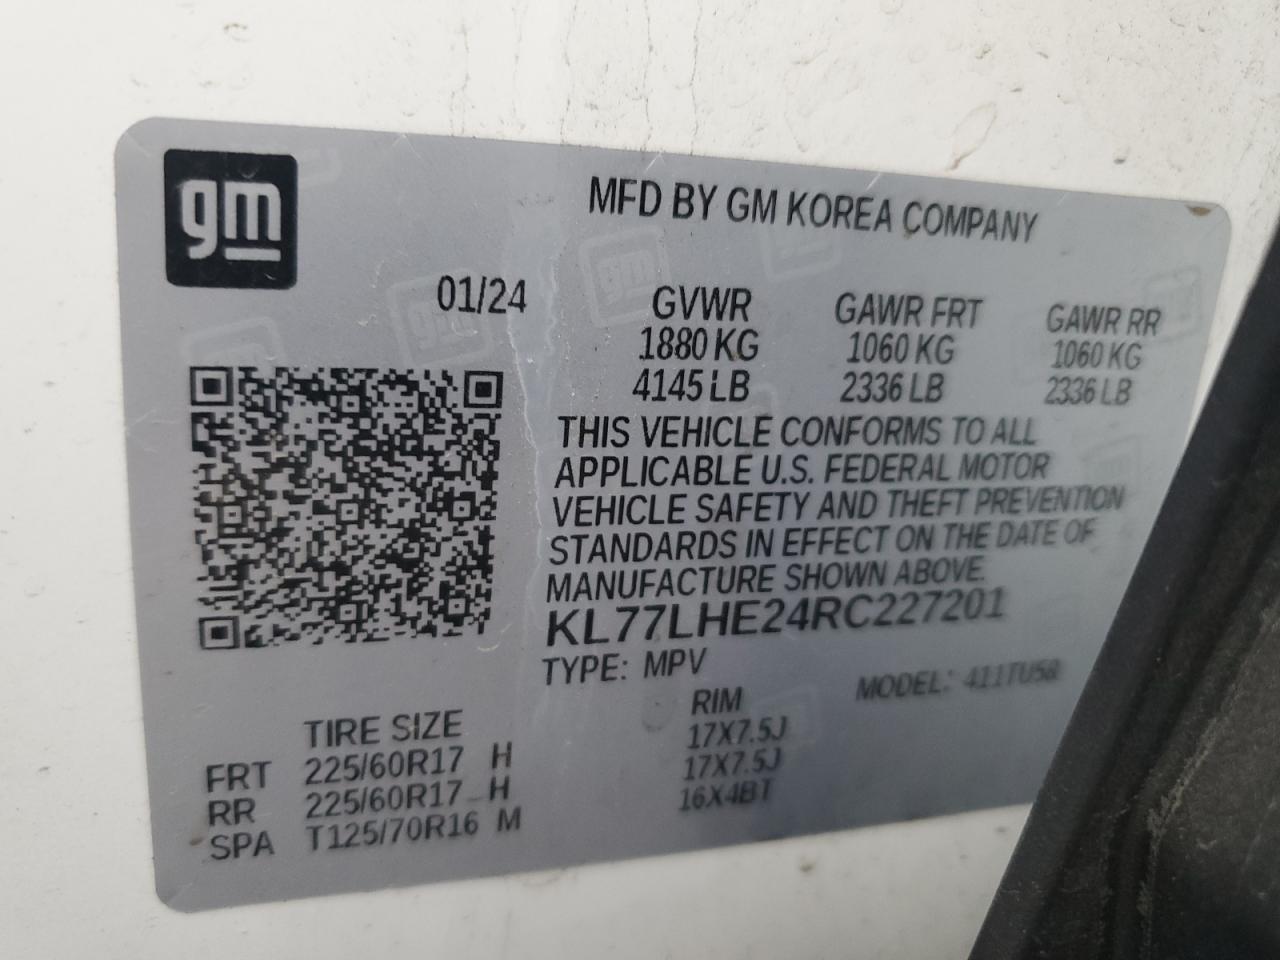 gm
MFD BY GM KOREA COMPANY
01/24
GVWR GAWR FRT GAWR RR
1880 KG 1060 KG 1060 KG
4145 LB 2336 LB 2336 LB
THIS VEHICLE CONFORMS TO ALL
APPLICABLE U.S. FEDERAL MOTOR
VEHICLE SAFETY AND THEFT PREVENTION
STANDARDS IN EFFECT ON THE DATE OF
MANUFACTURE SHOWN ABOVE.
KL77LHE24RC227201
TYPE: MPV MODEL:
TIRE SIZE RIM
FRT 225/60R17 H 17X7.5J
RR 225/60R17 H 17X7.5J
SPA T125/70R16 M 16X4BT